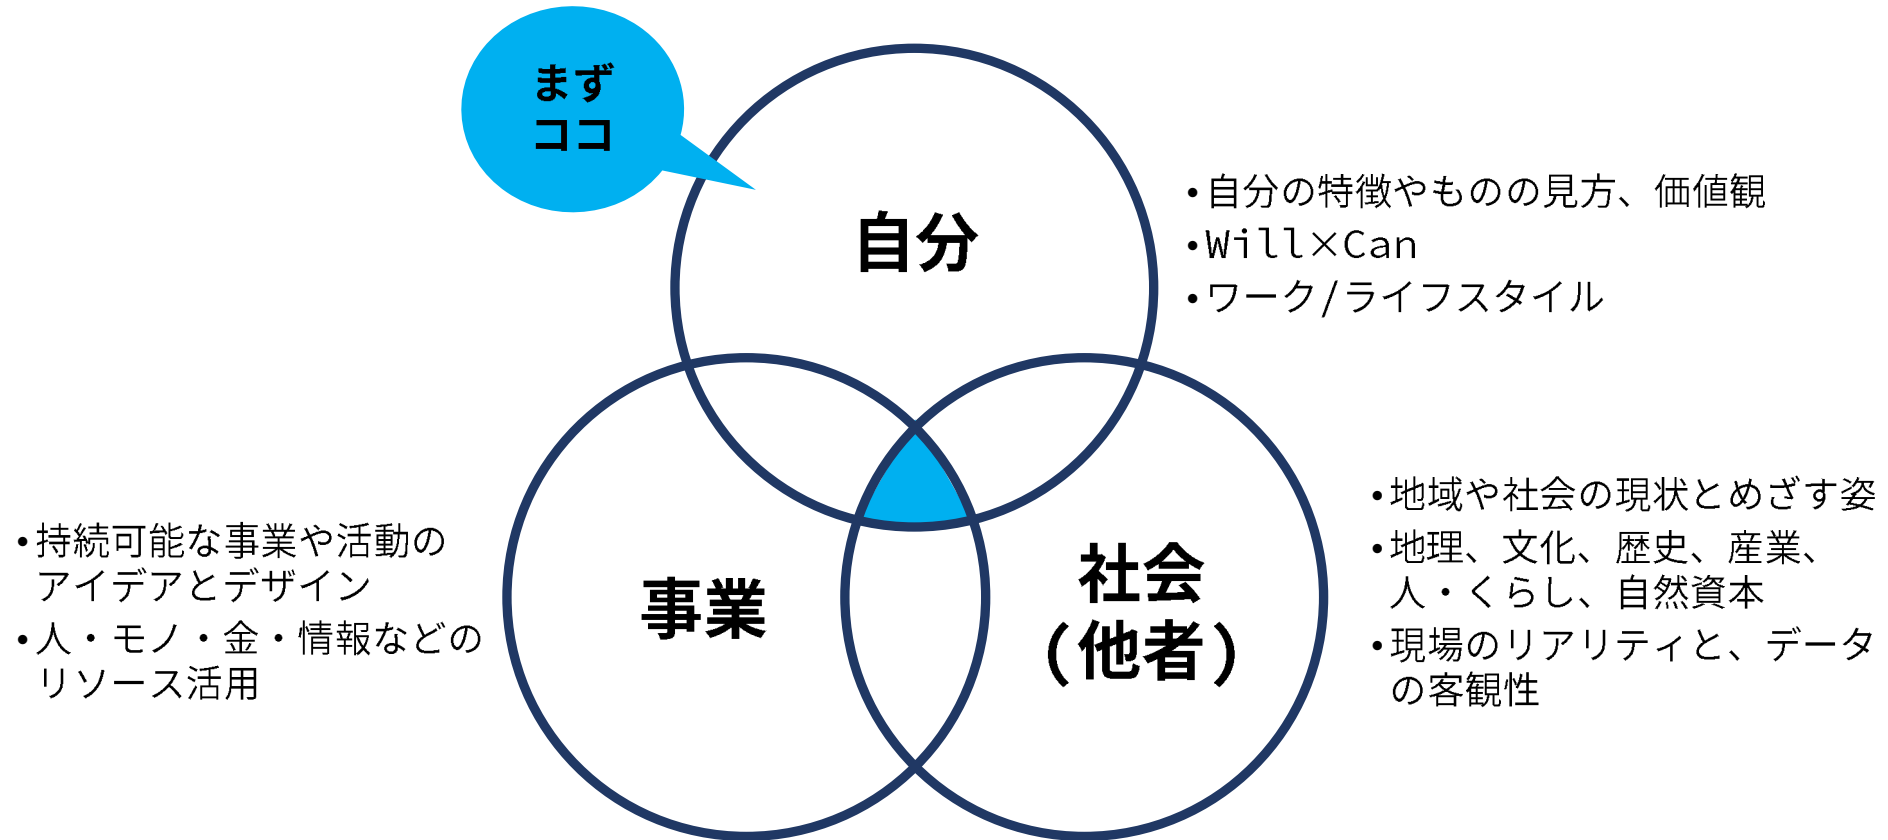 まず
ココ
自分
・自分の特徴やものの見方、価値観
・Will×Can
・ワーク/ライフスタイル
事業
・持続可能な事業や活動の
アイデアとデザイン
・人・モノ・金・情報などの
リソース活用
社会
(他者)
・地域や社会の現状とめざす姿
・地理、文化、歴史、産業、
人・くらし、自然資本
・現場のリアリティと、データ
の客観性